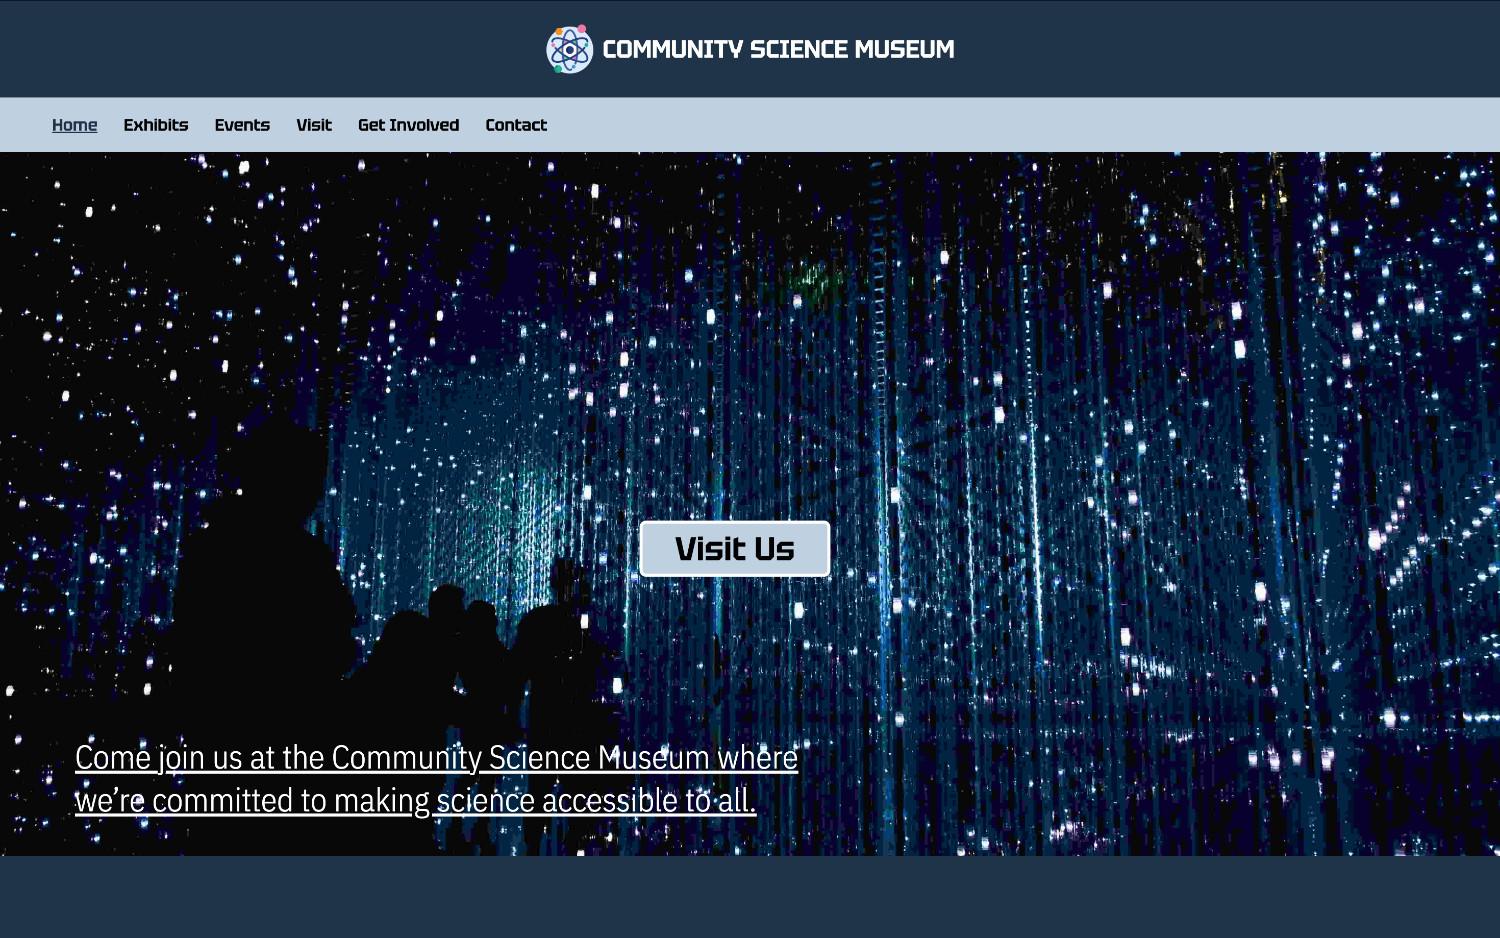 COMMUNITY SCIENCE MUSEUM
Home Exhibits Events Visit Get Involved Contact
Visit Us
Come join us at the Community Science Museum where
we’re committed to making science accessible to all.